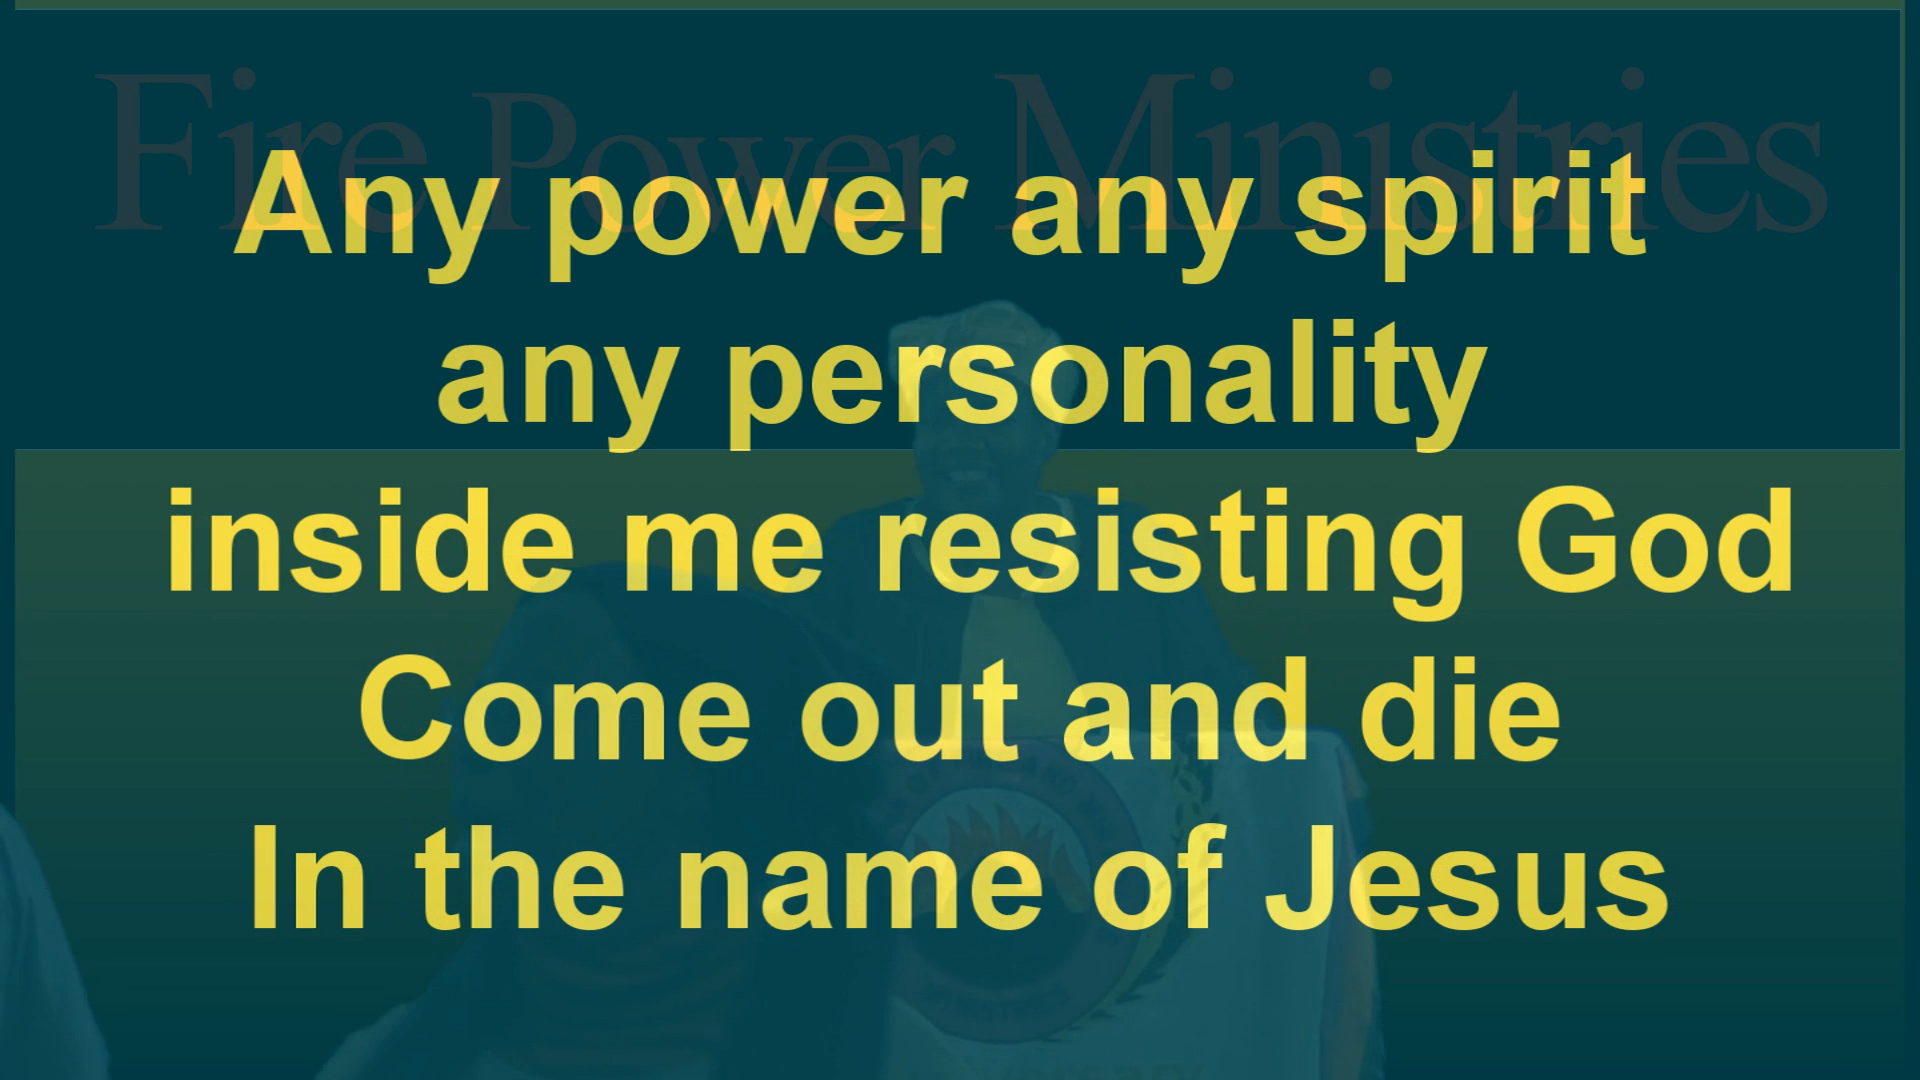 Fire Power Ministries
Any power any spirit
any personality
inside me resisting God
Come out and die
In the name of Jesus